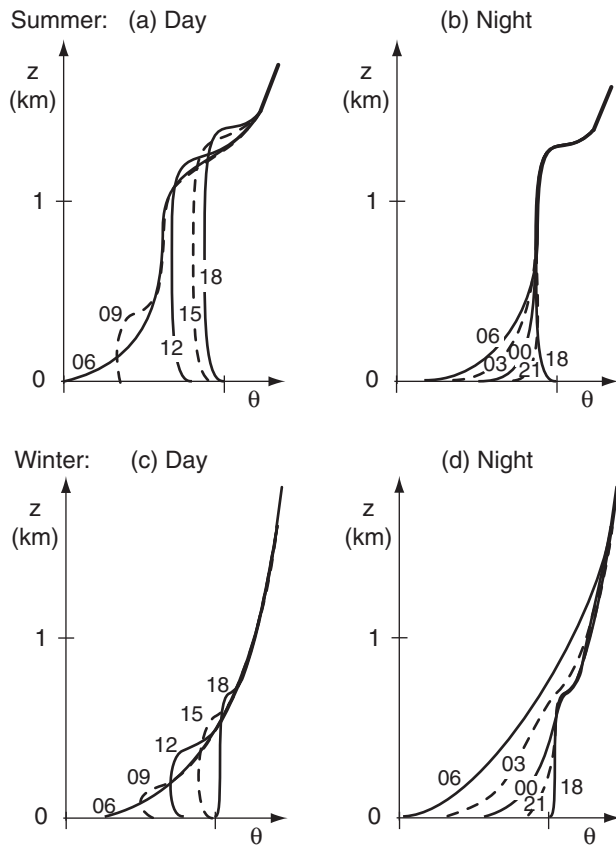 Summer: (a) Day
(b) Night
z
(km)
1
0
09
06
12
15
18
θ
z
(km)
1
0
06
03
00
21
18
θ
Winter: (c) Day
(d) Night
z
(km)
1
0
18
15
12
09
06
θ
z
(km)
1
0
06
03
00
21
18
θ